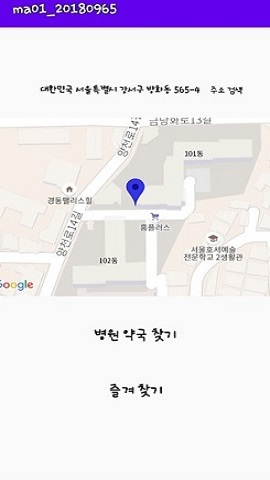 ma01_20180965
대한민국 서울특별시 강서구 방화동 565-4 주소 검색
금낭화로13길
양천로14길
101동
경동팰리스힐
홈플러스
서울호서예술
전문학교 2생활관
102동
양천로14길
Google
병원 약국 찾기
즐겨 찾기